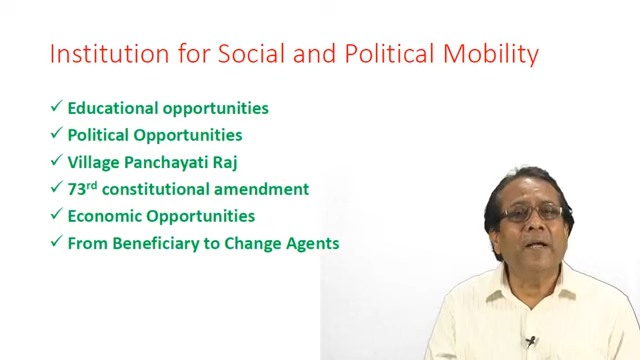 Institution for Social and Political Mobility
✓ Educational opportunities
✓ Political Opportunities
✓ Village Panchayati Raj
✓ 73rd constitutional amendment
✓ Economic Opportunities
✓ From Beneficiary to Change Agents